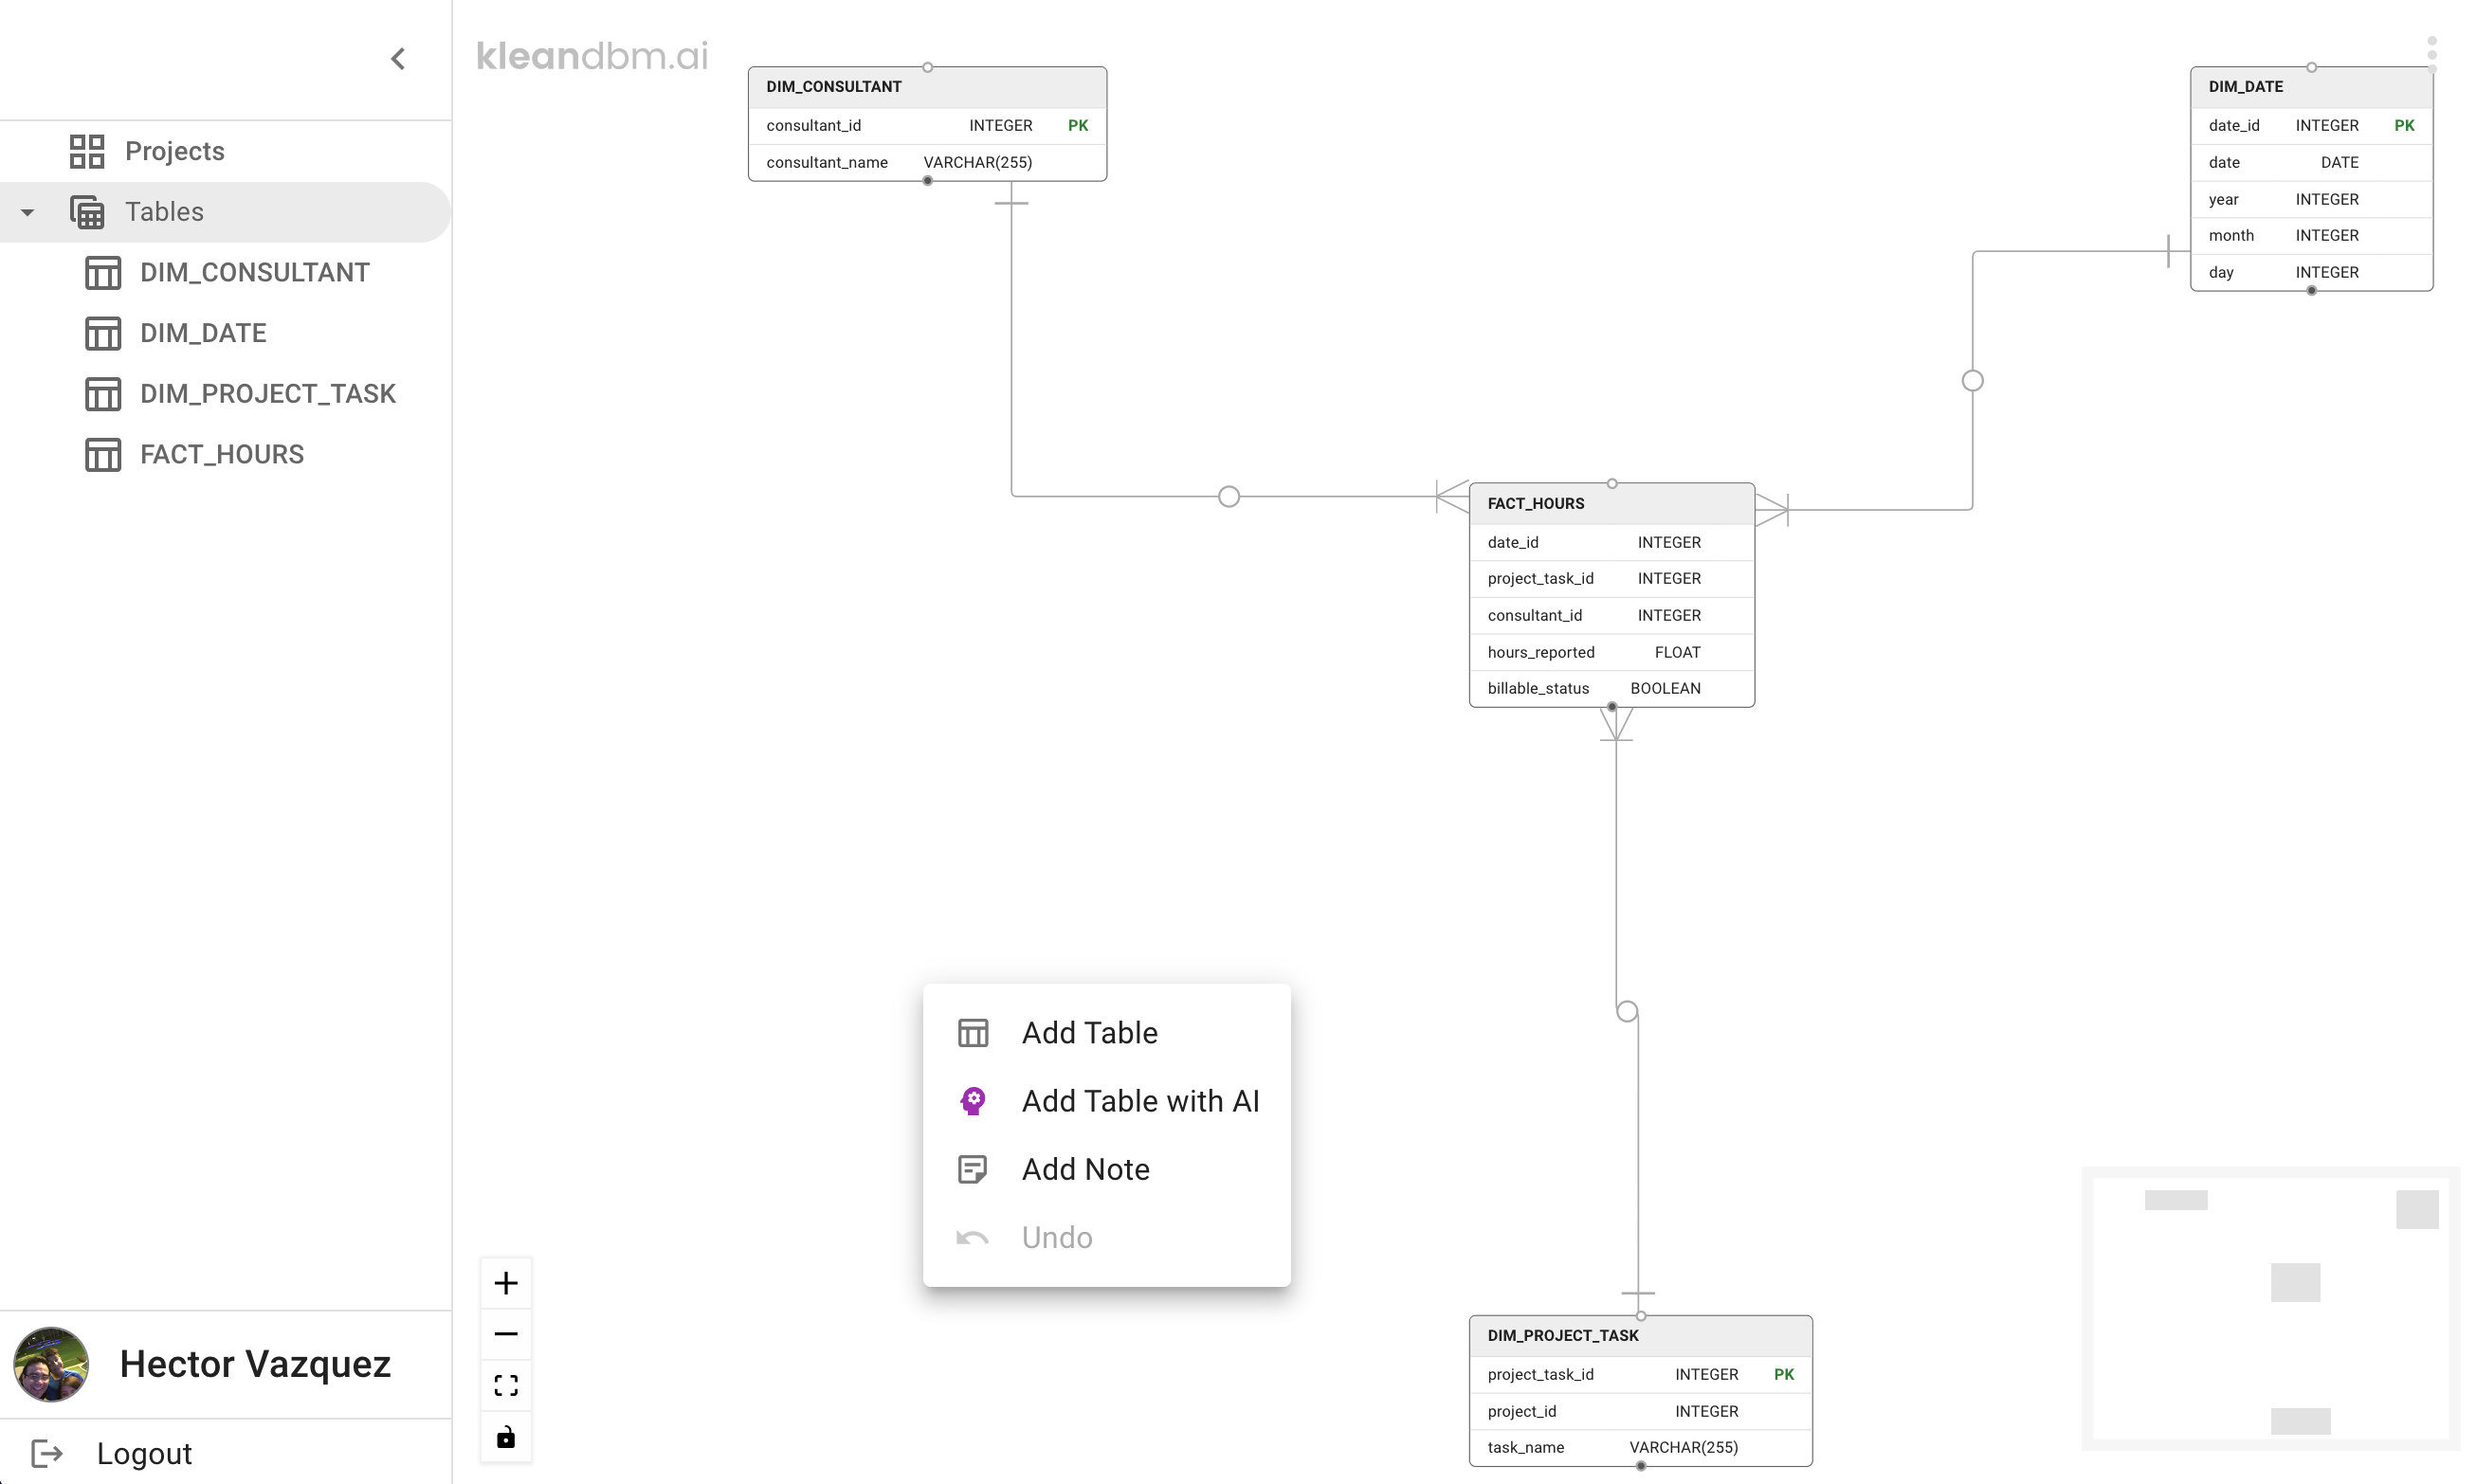 kleandbm.ai
Projects
Tables
DIM_CONSULTANT
DIM_DATE
DIM_PROJECT_TASK
FACT_HOURS
Hector Vazquez
Logout
DIM_CONSULTANT
consultant_id INTEGER PK
consultant_name VARCHAR(255)
DIM_DATE
date_id INTEGER PK
date DATE
year INTEGER
month INTEGER
day INTEGER
FACT_HOURS
date_id INTEGER
project_task_id INTEGER
consultant_id INTEGER
hours_reported FLOAT
billable_status BOOLEAN
Add Table
Add Table with AI
Add Note
Undo
DIM_PROJECT_TASK
project_task_id INTEGER PK
project_id INTEGER
task_name VARCHAR(255)